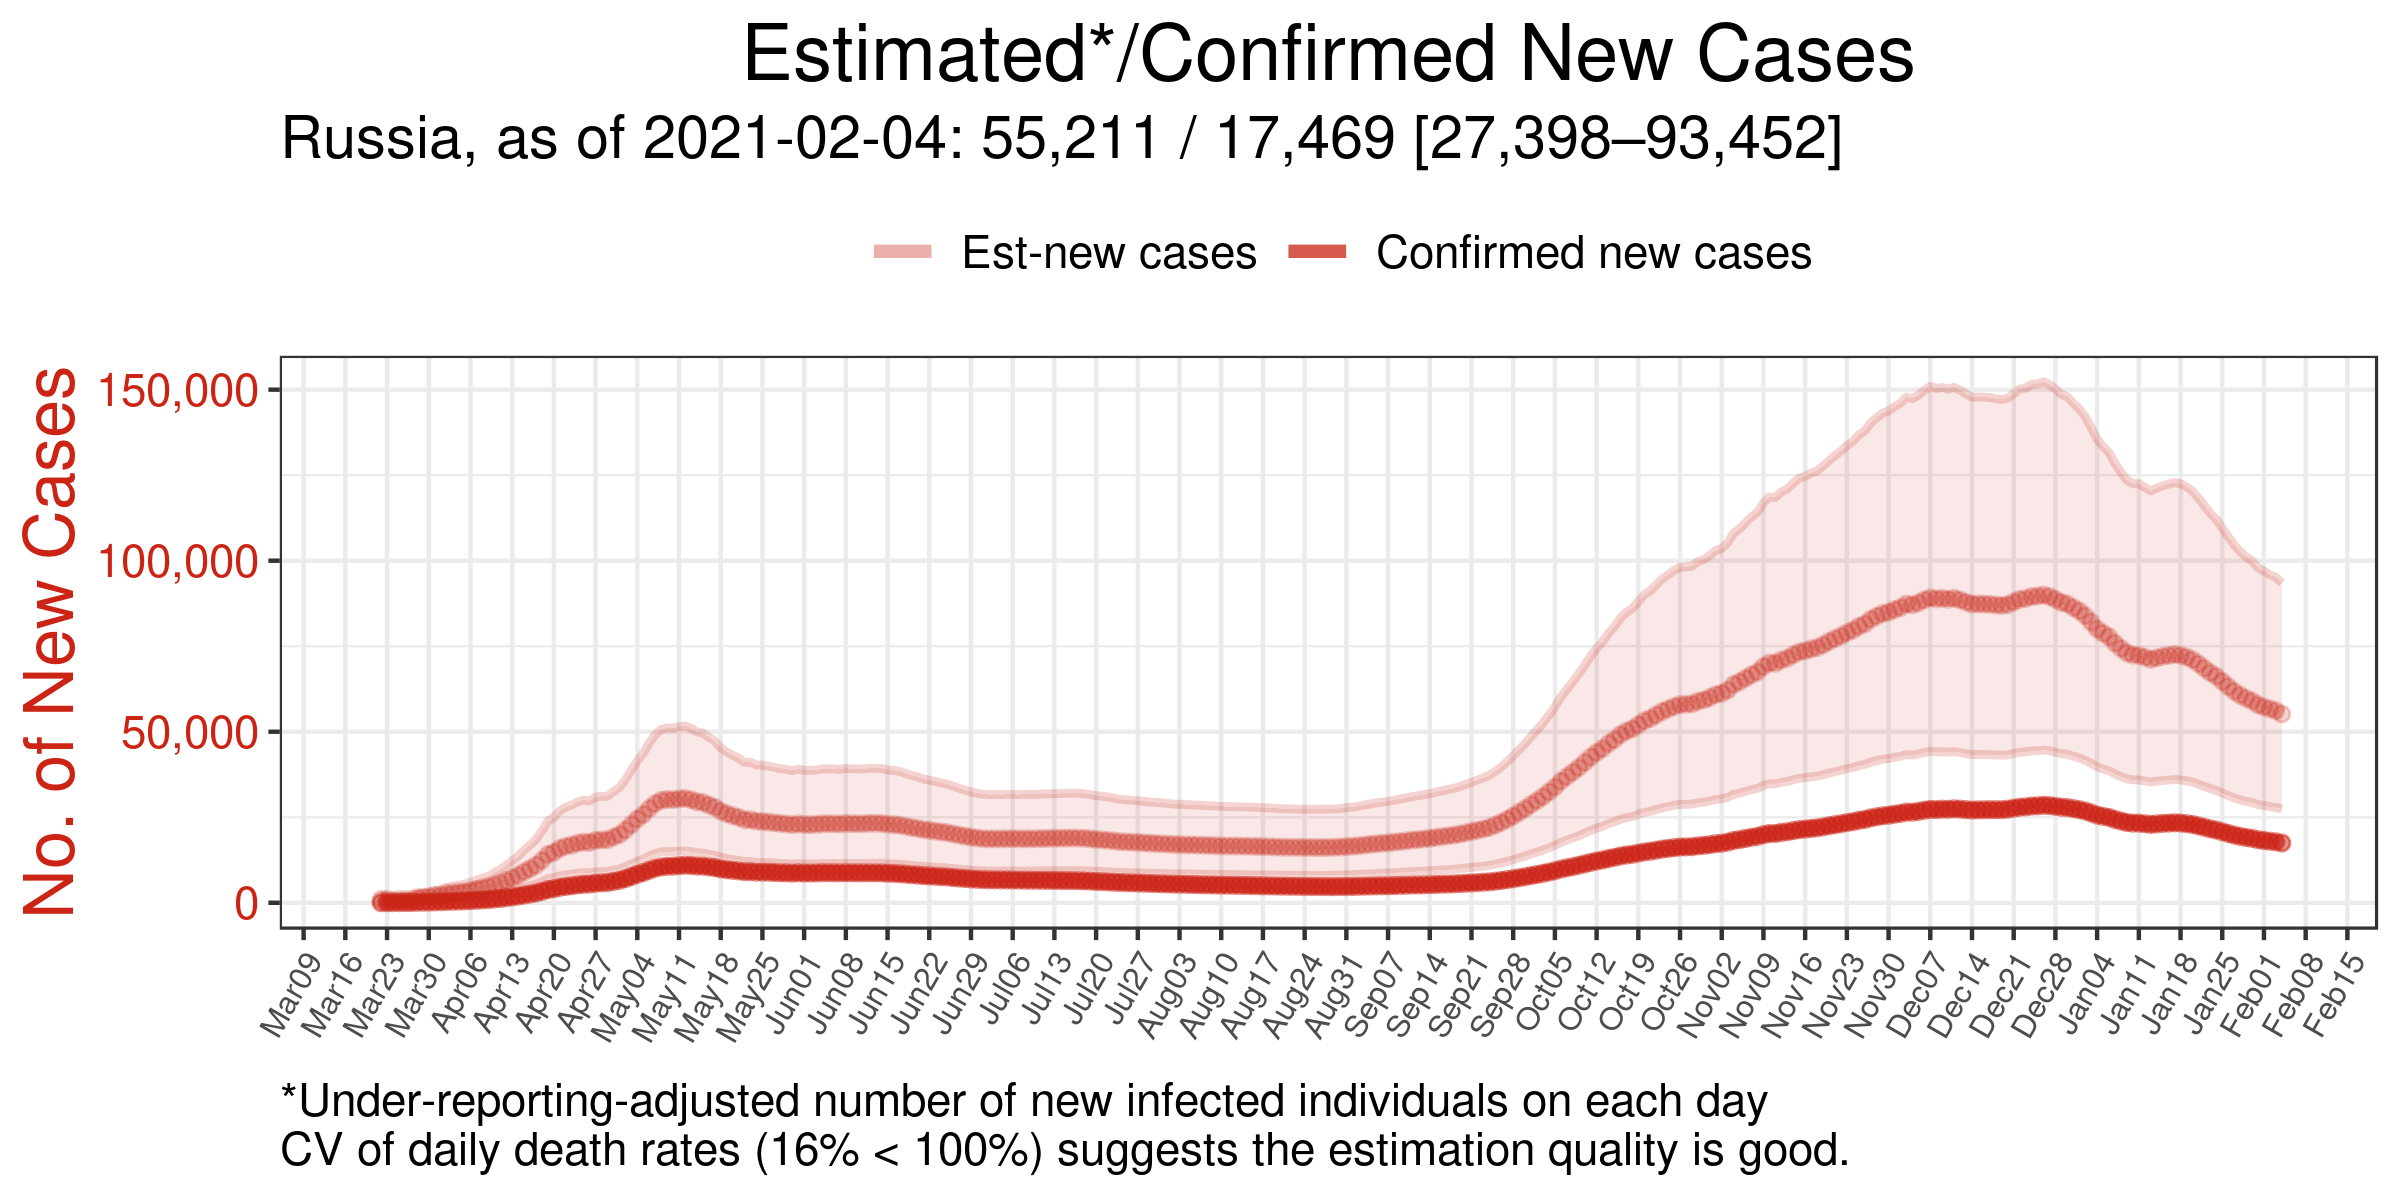 Estimated*/Confirmed New Cases
Russia, as of 2021-02-04: 55,211 / 17,469 [27,398–93,452]
Est-new cases Confirmed new cases
No. of New Cases
150,000
100,000
50,000
0
Mar09 Mar16 Mar23 Mar30 Apr06 Apr13 Apr20 Apr27 May04 May11 May18 May25 Jun01 Jun08 Jun15 Jun22 Jun29 Jul06 Jul13 Jul20 Jul27 Aug03 Aug10 Aug17 Aug24 Aug31 Sep07 Sep14 Sep21 Sep28 Oct05 Oct12 Oct19 Oct26 Nov02 Nov09 Nov16 Nov23 Nov30 Dec07 Dec14 Dec21 Dec28 Jan04 Jan11 Jan18 Jan25 Feb01 Feb08 Feb15
*Under-reporting-adjusted number of new infected individuals on each day
CV of daily death rates (16% < 100%) suggests the estimation quality is good.